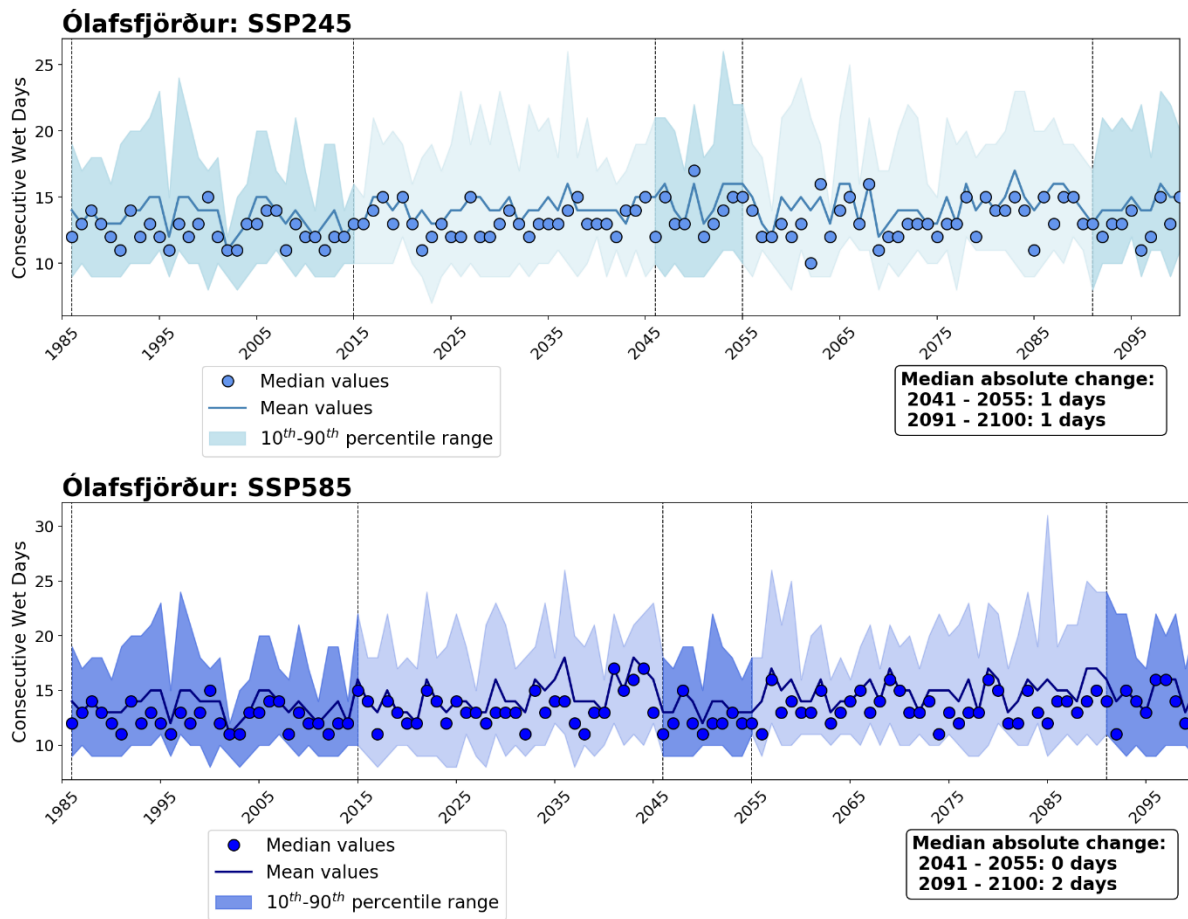 Ólafsfjörður: SSP245
Consecutive Wet Days
25
20
15
10
1985
1995
2005
2015
2025
2035
2045
2055
2065
2075
2085
2095
Median values
Mean values
10th-90th percentile range
Median absolute change:
2041 - 2055: 1 days
2091 - 2100: 1 days
Ólafsfjörður: SSP585
Consecutive Wet Days
30
25
20
15
10
1985
1995
2005
2015
2025
2035
2045
2055
2065
2075
2085
2095
Median values
Mean values
10th-90th percentile range
Median absolute change:
2041 - 2055: 0 days
2091 - 2100: 2 days